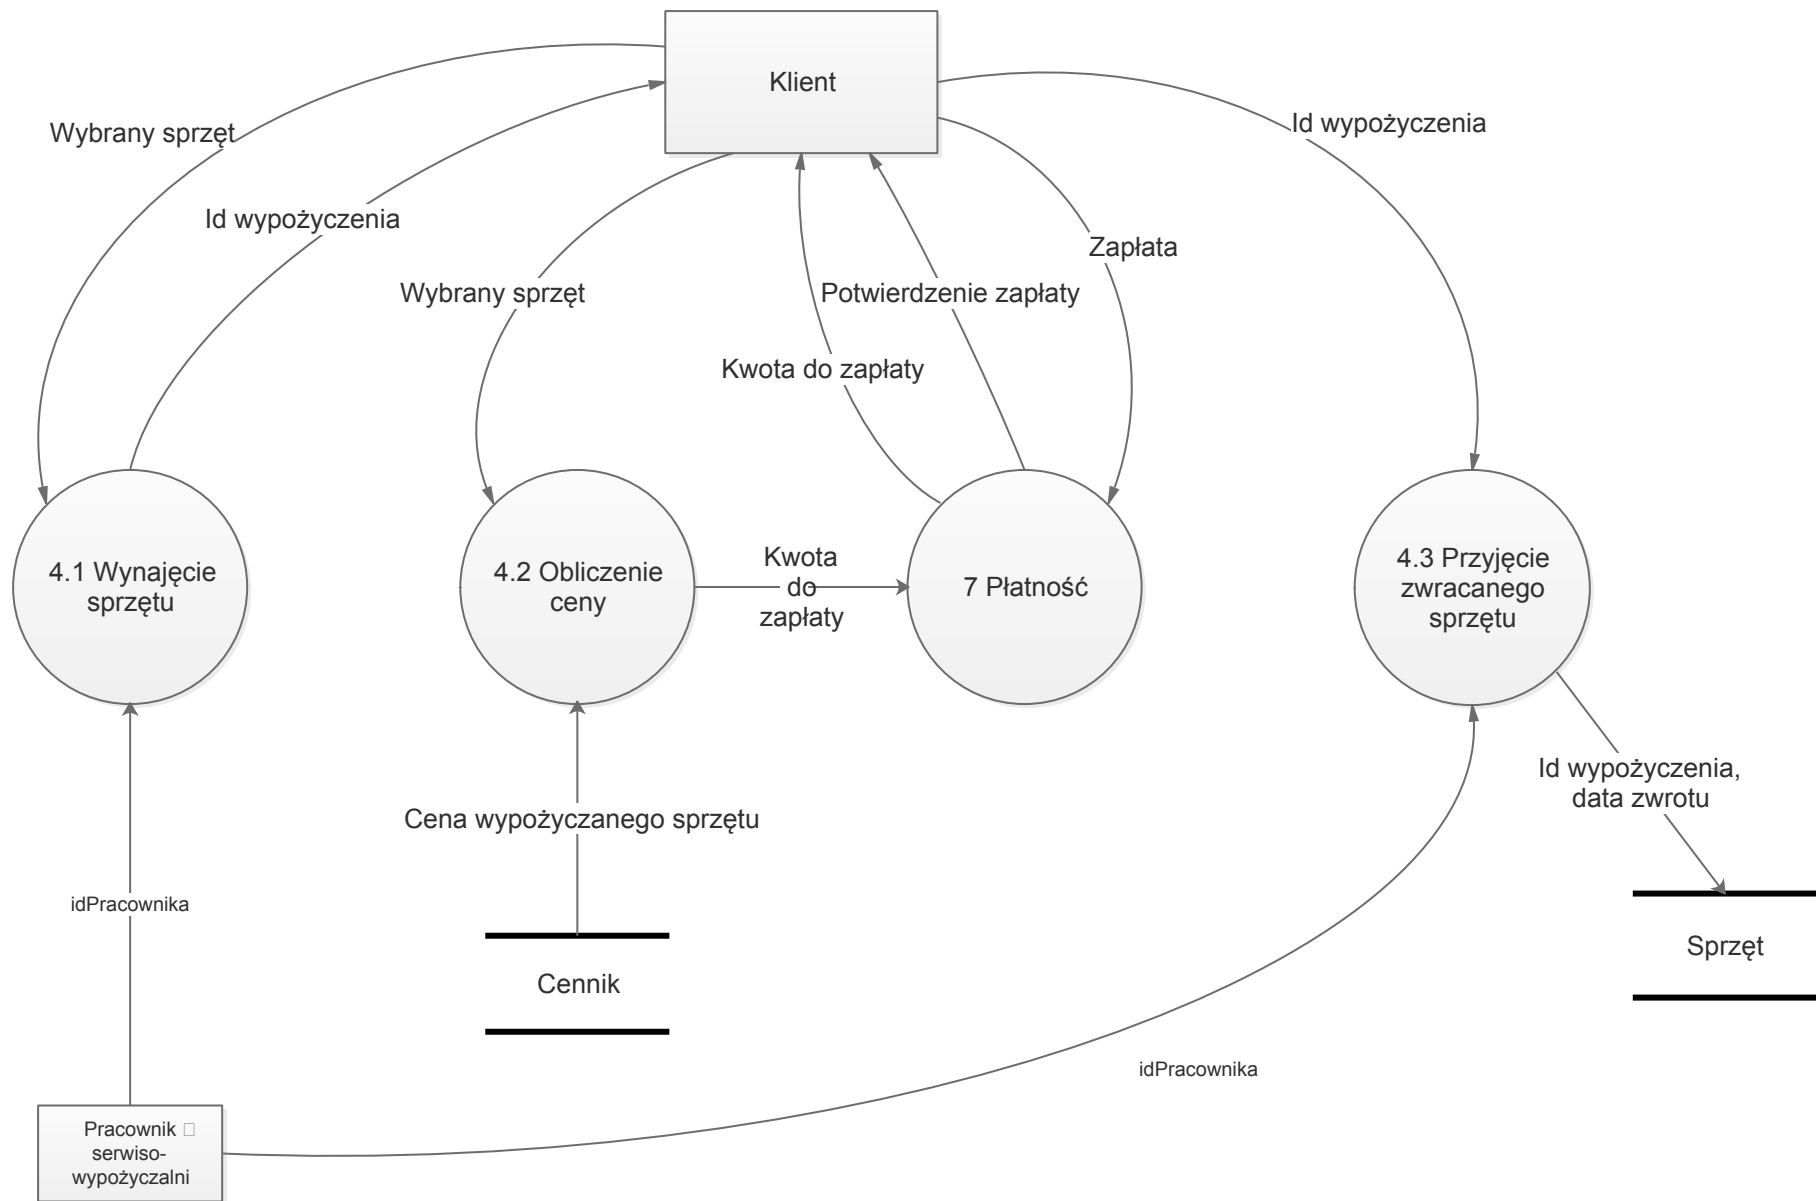 Klient
Wybrany sprzęt
Id wypożyczenia
Id wypożyczenia
Zapłata
Wybrany sprzęt
Potwierdzenie zapłaty
Kwota do zapłaty
4.1 Wynajęcie
sprzętu
4.2 Obliczenie
ceny
Kwota
do
zapłaty
7 Płatność
4.3 Przyjęcie
zwracanego
sprzętu
Id wypożyczenia,
data zwrotu
Cena wypożyczanego sprzętu
idPracownika
Cennik
Sprzęt
idPracownika
Pracownik
serwiso-
wypożyczalni